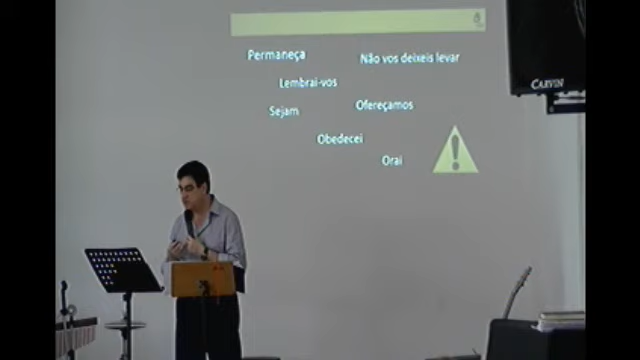 Permaneça
Não vos deixeis levar
Lembrai-vos
Sejam
Ofereçamos
Obedecei
Orai
!
CARVIN